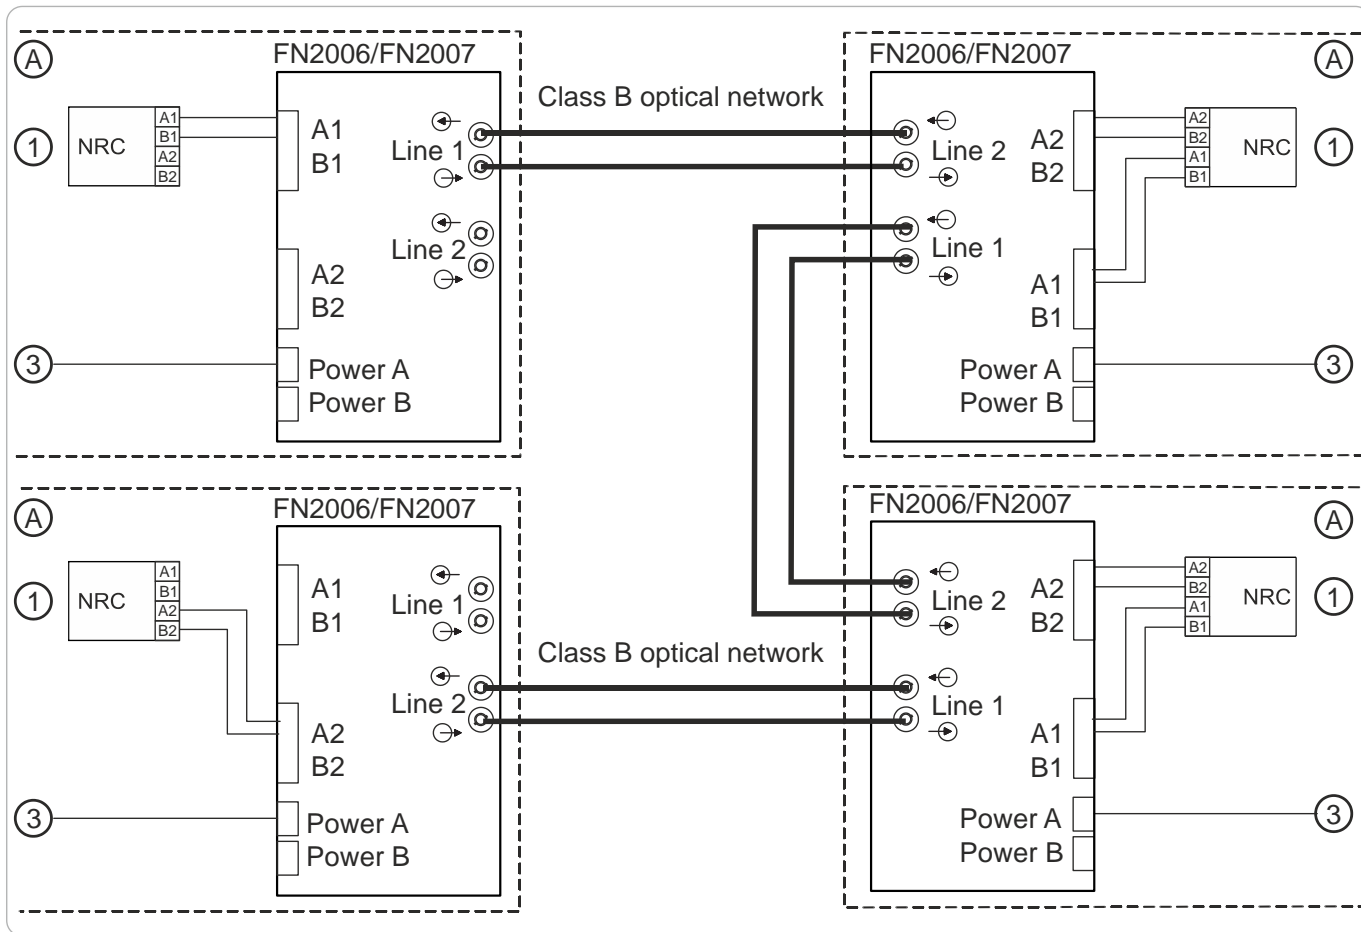 A
FN2006/FN2007
1
NRC
A1
B1
A2
B2
A1
B1
Line 1
Line 2
A2
B2
3
Power A
Power B
Class B optical network
FN2006/FN2007
A
Line 2
A2
B2
A2
B2
A1
B1
NRC
1
Line 1
A1
B1
Power A
Power B
3
A
FN2006/FN2007
1
NRC
A1
B1
A2
B2
A1
B1
Line 1
Line 2
A2
B2
3
Power A
Power B
Class B optical network
FN2006/FN2007
A
Line 2
A2
B2
A2
B2
A1
B1
NRC
1
Line 1
A1
B1
Power A
Power B
3